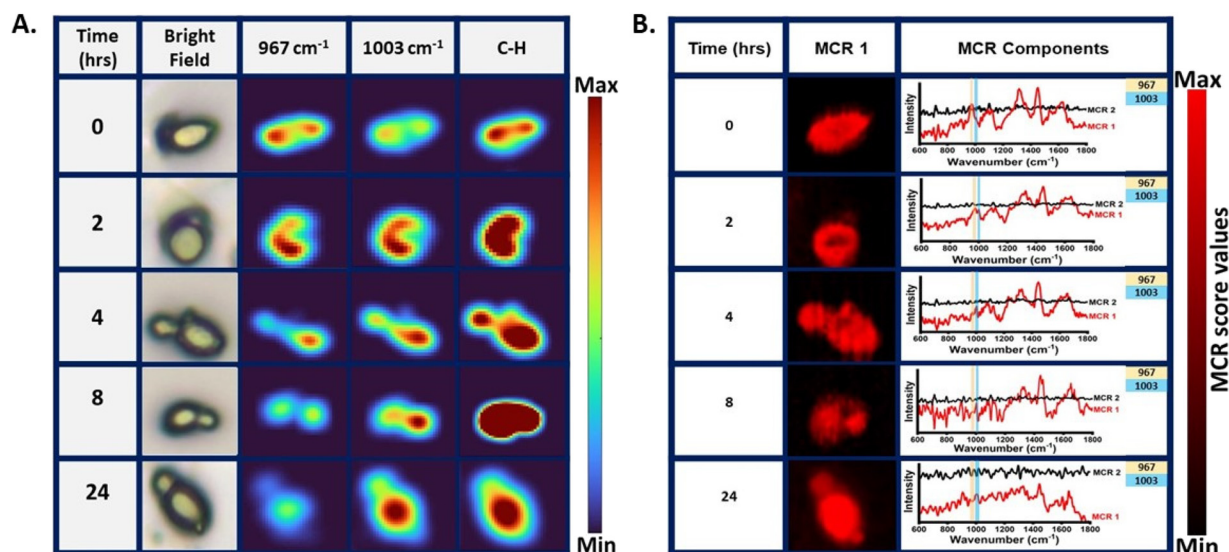 A.
Time (hrs) Bright Field 967 cm⁻¹ 1003 cm⁻¹ C-H
0
2
4
8
24
Max
Min
B.
Time (hrs) MCR 1 MCR Components
0
Intensity
MCR 2
MCR 1
967
1003
600 800 1000 1200 1400 1600 1800
Wavenumber (cm⁻¹)
2
Intensity
MCR 2
MCR 1
967
1003
600 800 1000 1200 1400 1600 1800
Wavenumber (cm⁻¹)
4
Intensity
MCR 2
MCR 1
967
1003
600 800 1000 1200 1400 1600 1800
Wavenumber (cm⁻¹)
8
Intensity
MCR 2
MCR 1
967
1003
600 800 1000 1200 1400 1600 1800
Wavenumber (cm⁻¹)
24
Intensity
MCR 2
MCR 1
967
1003
600 800 1000 1200 1400 1600 1800
Wavenumber (cm⁻¹)
Max
MCR score values
Min